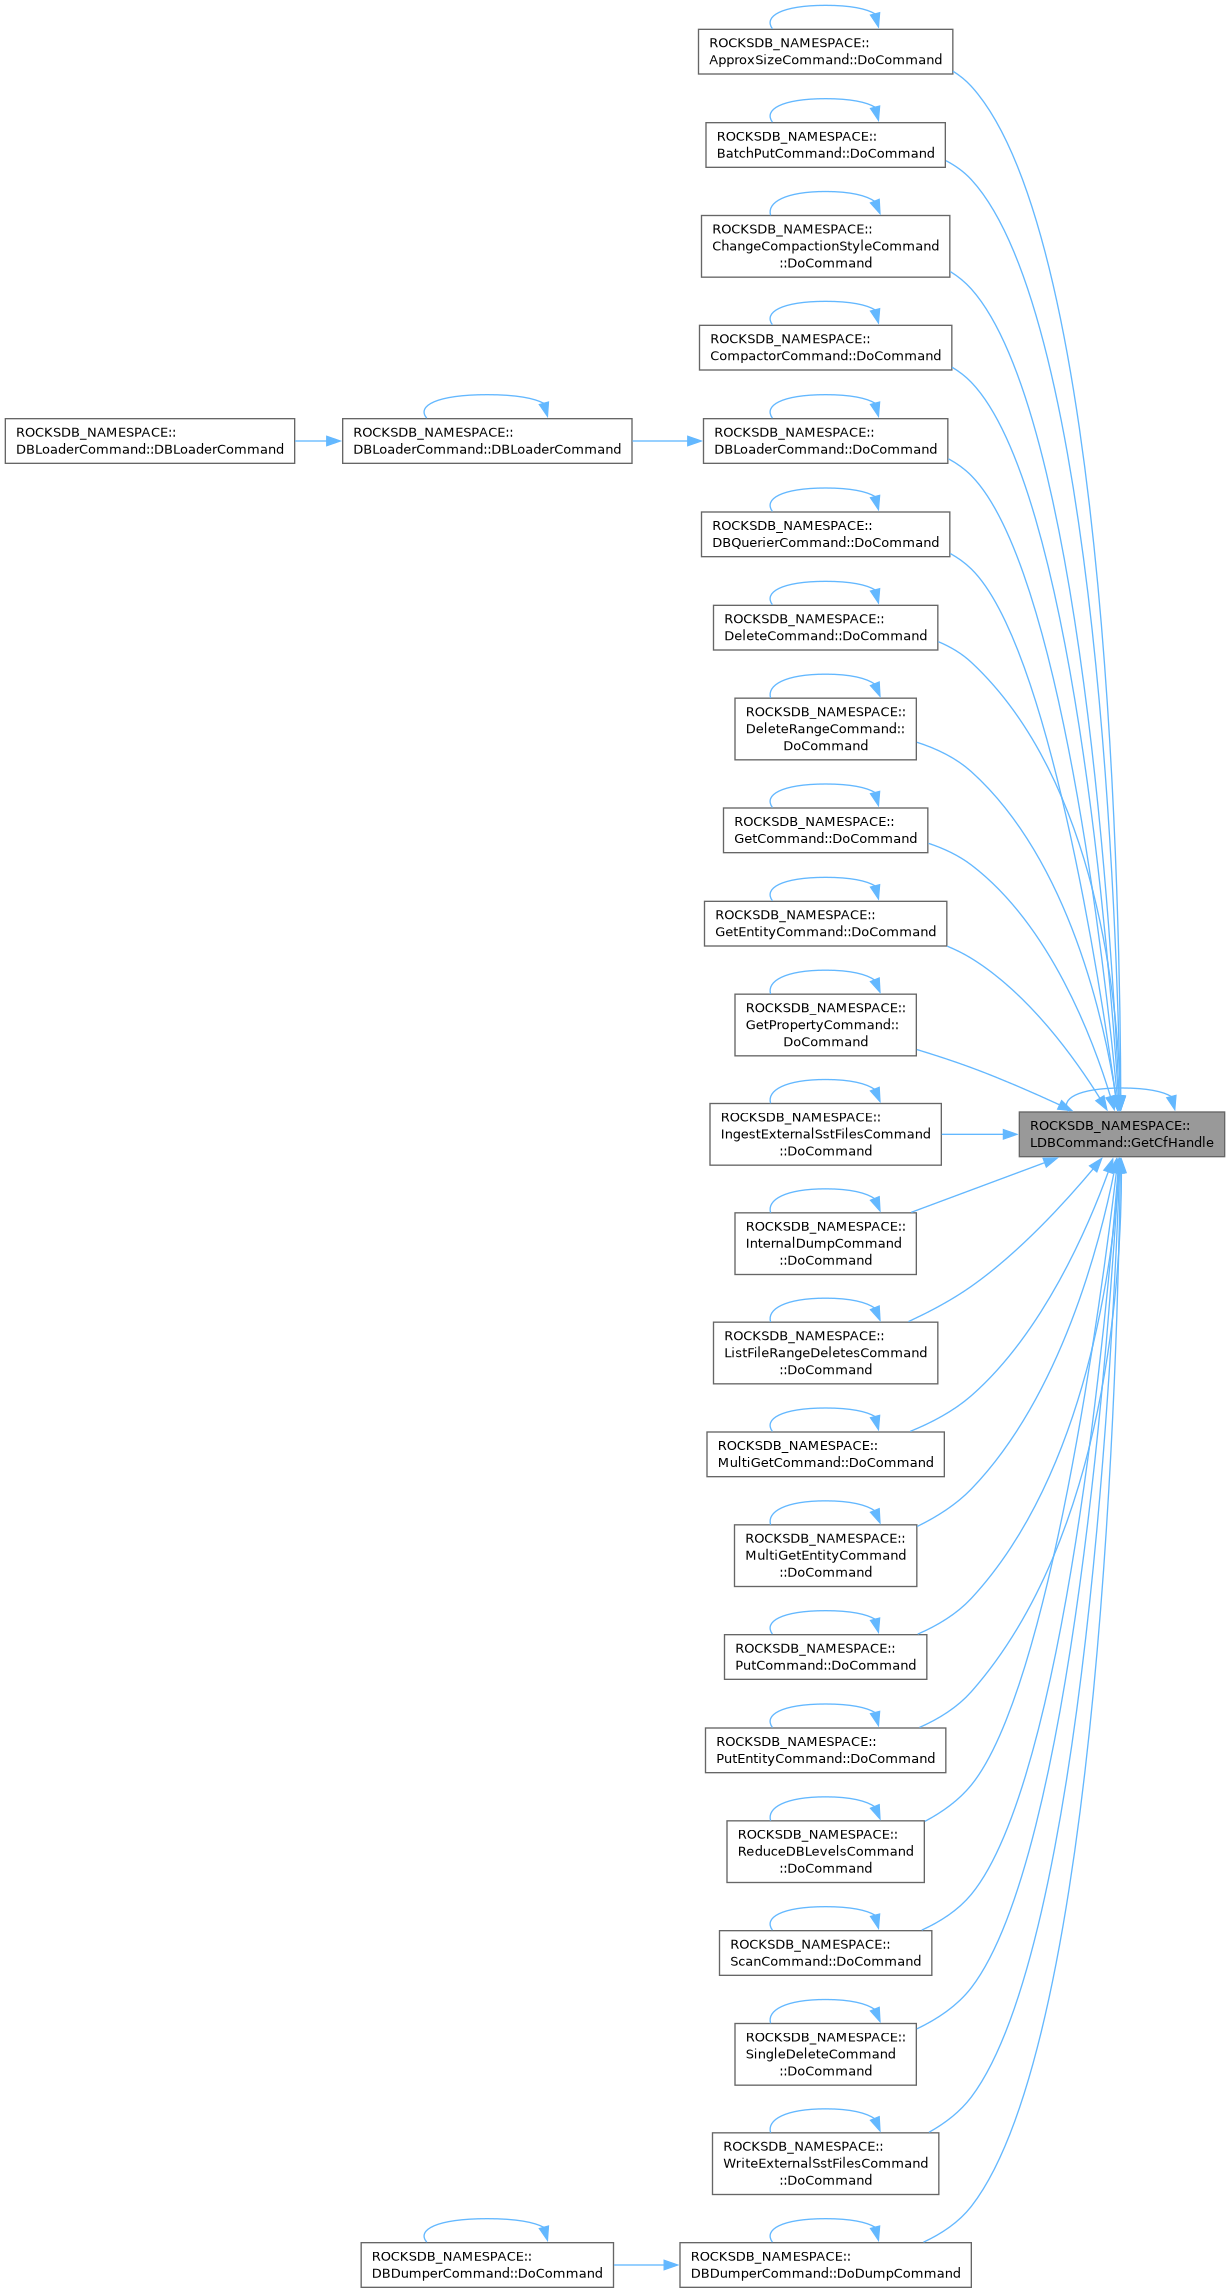 ROCKSDB_NAMESPACE::
ApproxSizeCommand::DoCommand
ROCKSDB_NAMESPACE::
BatchPutCommand::DoCommand
ROCKSDB_NAMESPACE::
ChangeCompactionStyleCommand
::DoCommand
ROCKSDB_NAMESPACE::
CompactorCommand::DoCommand
ROCKSDB_NAMESPACE::
DBLoaderCommand::DBLoaderCommand
ROCKSDB_NAMESPACE::
DBLoaderCommand::DBLoaderCommand
ROCKSDB_NAMESPACE::
DBLoaderCommand::DoCommand
ROCKSDB_NAMESPACE::
DBQuerierCommand::DoCommand
ROCKSDB_NAMESPACE::
DeleteCommand::DoCommand
ROCKSDB_NAMESPACE::
DeleteRangeCommand::
DoCommand
ROCKSDB_NAMESPACE::
GetCommand::DoCommand
ROCKSDB_NAMESPACE::
GetEntityCommand::DoCommand
ROCKSDB_NAMESPACE::
GetPropertyCommand::
DoCommand
ROCKSDB_NAMESPACE::
IngestExternalSstFilesCommand
::DoCommand
ROCKSDB_NAMESPACE::
LDBCommand::GetCfHandle
ROCKSDB_NAMESPACE::
InternalDumpCommand
::DoCommand
ROCKSDB_NAMESPACE::
ListFileRangeDeletesCommand
::DoCommand
ROCKSDB_NAMESPACE::
MultiGetCommand::DoCommand
ROCKSDB_NAMESPACE::
MultiGetEntityCommand
::DoCommand
ROCKSDB_NAMESPACE::
PutCommand::DoCommand
ROCKSDB_NAMESPACE::
PutEntityCommand::DoCommand
ROCKSDB_NAMESPACE::
ReduceDBLevelsCommand
::DoCommand
ROCKSDB_NAMESPACE::
ScanCommand::DoCommand
ROCKSDB_NAMESPACE::
SingleDeleteCommand
::DoCommand
ROCKSDB_NAMESPACE::
WriteExternalSstFilesCommand
::DoCommand
ROCKSDB_NAMESPACE::
DBDumperCommand::DoCommand
ROCKSDB_NAMESPACE::
DBDumperCommand::DoDumpCommand